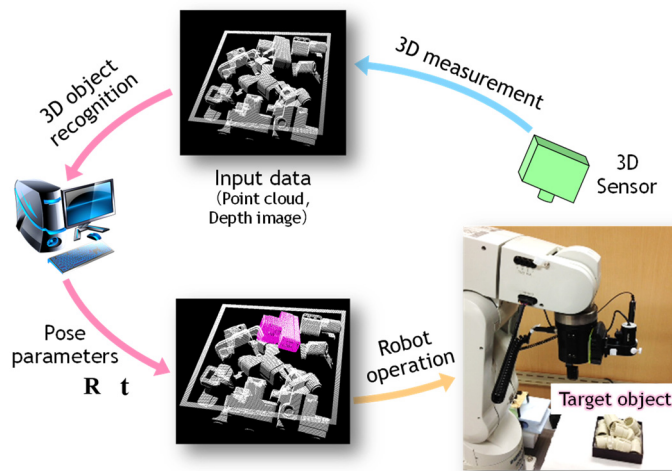 3D measurement
3D object
recognition
Input data
(Point cloud,
Depth image)
3D
Sensor
Pose
parameters
R t
Robot
operation
Target object